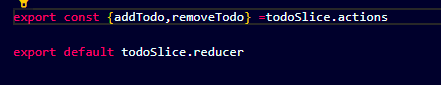 export const {addTodo,removeTodo} =todoSlice.actions
export default todoSlice.reducer